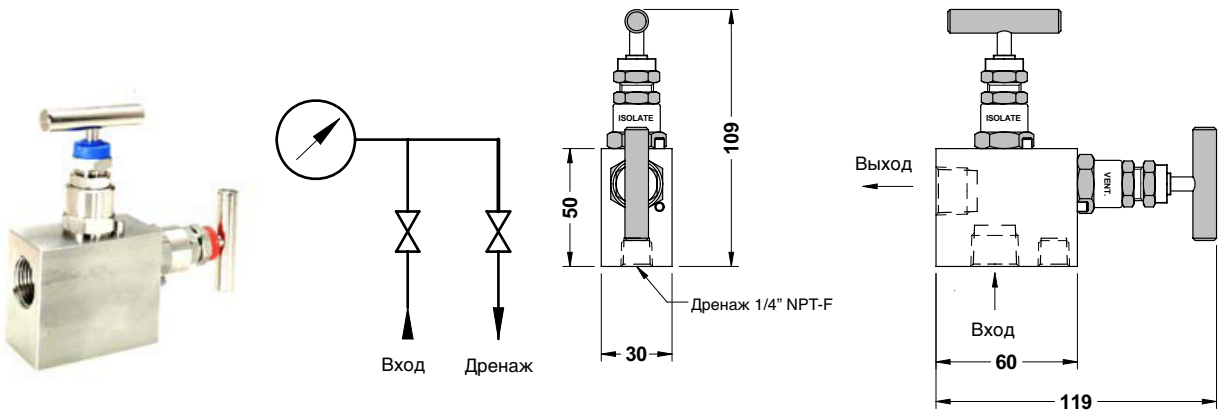 Вход
Дренаж
ISOLATE
109
50
Дренаж 1/4” NPT-F
30
ISOLATE
Выход
VENT.
Вход
60
119